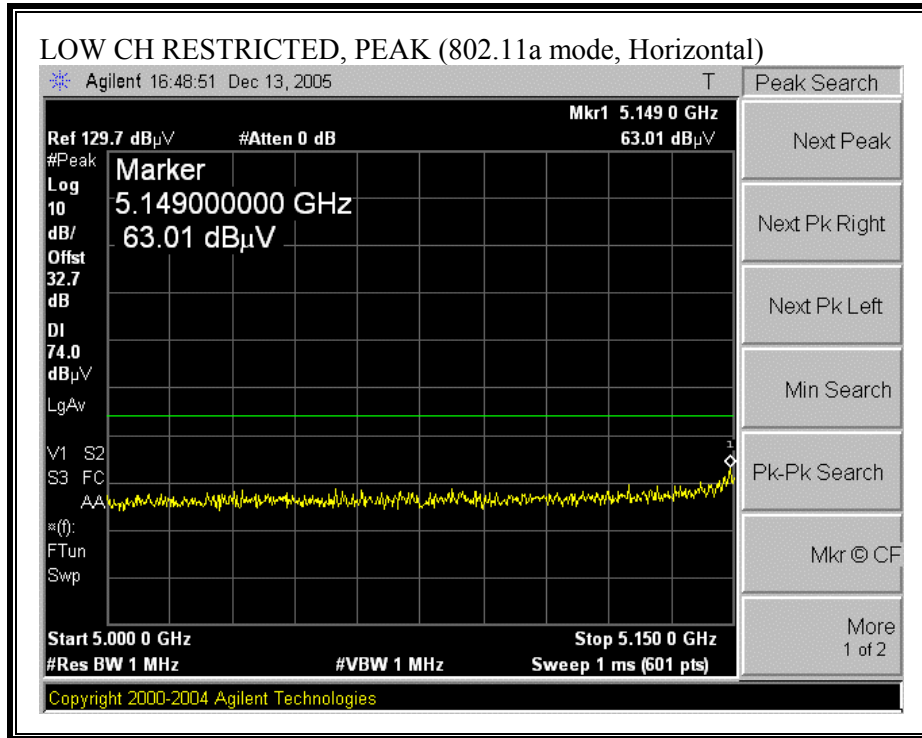 LOW CH RESTRICTED, PEAK (802.11a mode, Horizontal)
Agilent 16:48:51 Dec 13, 2005 T
Peak Search
Mkr1 5.149 0 GHz
Ref 129.7 dBµV #Atten 0 dB 63.01 dBµV
#Peak
Log
10
dB/
Offst
32.7
dB
DI
74.0
dBµV
LgAv
V1 S2
S3 FC
AA
¤(f):
FTun
Swp
Marker
5.149000000 GHz
63.01 dBµV
1
Start 5.000 0 GHz Stop 5.150 0 GHz
#Res BW 1 MHz #VBW 1 MHz Sweep 1 ms (601 pts)
Copyright 2000-2004 Agilent Technologies
Next Peak
Next Pk Right
Next Pk Left
Min Search
Pk-Pk Search
Mkr © CF
More
1 of 2